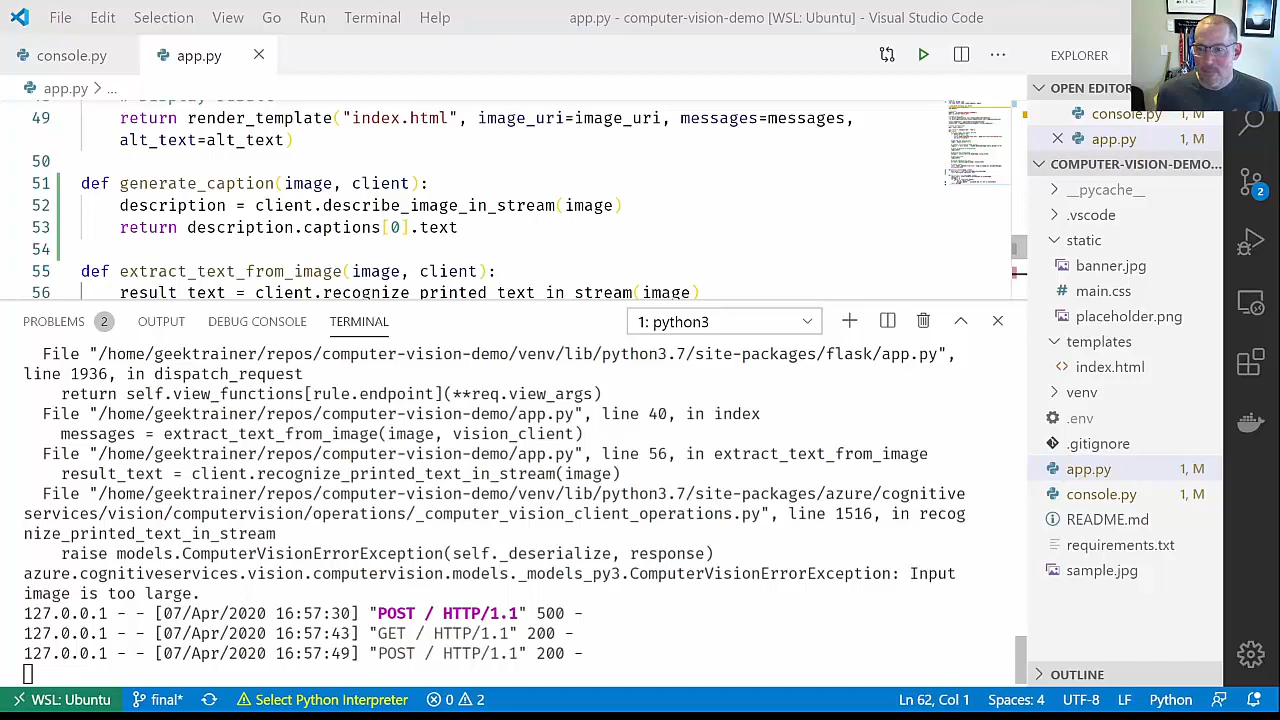 File Edit Selection View Go Run Terminal Help app.py - computer-vision-demo [WSL: Ubuntu] - Visual Studio Code
console.py app.py
app.py > ...
49 return render_template("index.html", image_uri=image_uri, messages=messages,
alt_text=alt_text)
50
51 def generate_caption(image, client):
52 description = client.describe_image_in_stream(image)
53 return description.captions[0].text
54
55 def extract_text_from_image(image, client):
56 result_text = client.recognize_printed_text_in_stream(image)
PROBLEMS 2 OUTPUT DEBUG CONSOLE TERMINAL 1: python3
File "/home/geektrainer/repos/computer-vision-demo/venv/lib/python3.7/site-packages/flask/app.py",
line 1936, in dispatch_request
return self.view_functions[rule.endpoint](**req.view_args)
File "/home/geektrainer/repos/computer-vision-demo/app.py", line 40, in index
messages = extract_text_from_image(image, vision_client)
File "/home/geektrainer/repos/computer-vision-demo/app.py", line 56, in extract_text_from_image
result_text = client.recognize_printed_text_in_stream(image)
File "/home/geektrainer/repos/computer-vision-demo/venv/lib/python3.7/site-packages/azure/cognitive
services/vision/computervision/operations/_computer_vision_client_operations.py", line 1516, in recog
nize_printed_text_in_stream
raise models.ComputerVisionErrorException(self._deserialize, response)
azure.cognitiveservices.vision.computervision.models._models_py3.ComputerVisionErrorException: Input
image is too large.
127.0.0.1 - - [07/Apr/2020 16:57:30] "POST / HTTP/1.1" 500 -
127.0.0.1 - - [07/Apr/2020 16:57:43] "GET / HTTP/1.1" 200 -
127.0.0.1 - - [07/Apr/2020 16:57:49] "POST / HTTP/1.1" 200 -
EXPLORER
OPEN EDITOR
console.py 1, M
app.py 1, M
COMPUTER-VISION-DEMO...
__pycache__
.vscode
static
banner.jpg
main.css
placeholder.png
templates
index.html
venv
.env
.gitignore
app.py 1, M
console.py 1, M
README.md
requirements.txt
sample.jpg
OUTLINE
2
WSL: Ubuntu final* Select Python Interpreter 0 2 Ln 62, Col 1 Spaces: 4 UTF-8 LF Python